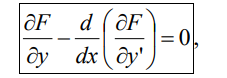 ∂F/∂y − d/dx (∂F/∂y') = 0,